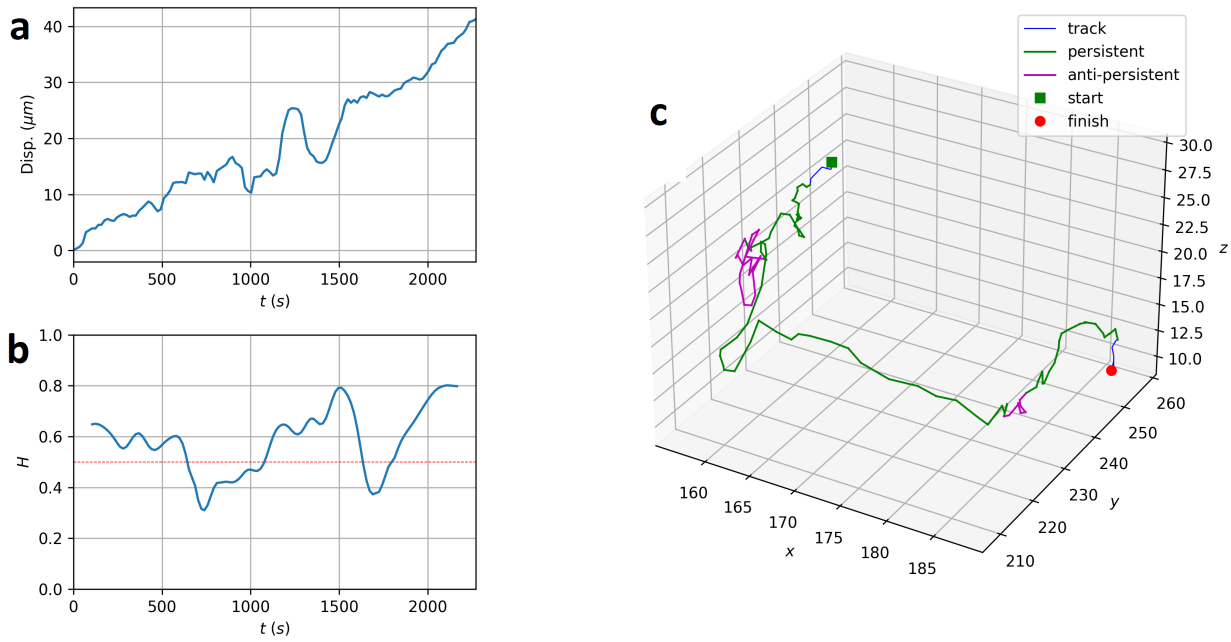 a
Disp. (μm)
40
30
20
10
0
0
500
1000
1500
2000
t (s)
b
H
1.0
0.8
0.6
0.4
0.2
0.0
0
500
1000
1500
2000
t (s)
c
track
persistent
anti-persistent
start
finish
30.0
27.5
25.0
22.5
20.0
17.5
15.0
12.5
10.0
z
160
165
170
175
180
185
x
210
220
230
240
250
260
y